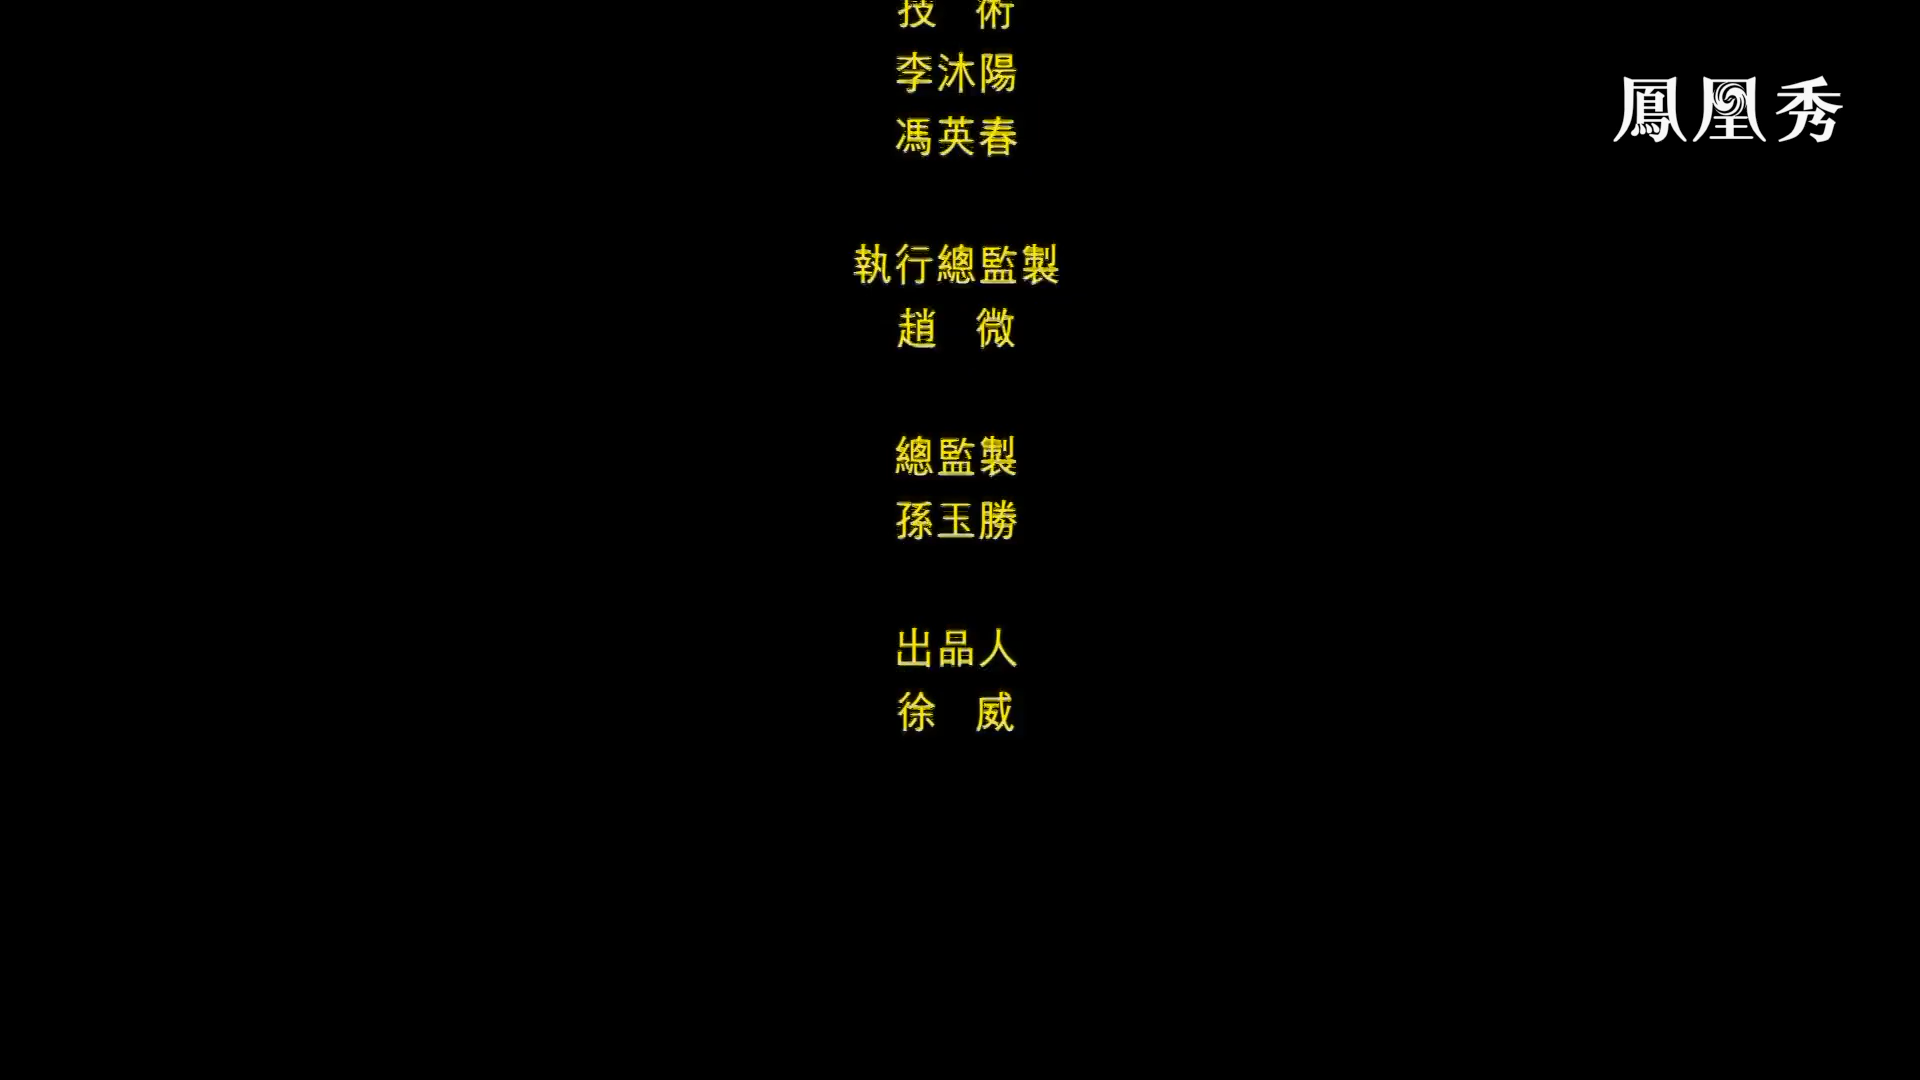 技 術
李沐陽
馮英春
執行總監製
趙 微
總監製
孫玉勝
出品人
徐 威
鳳凰秀